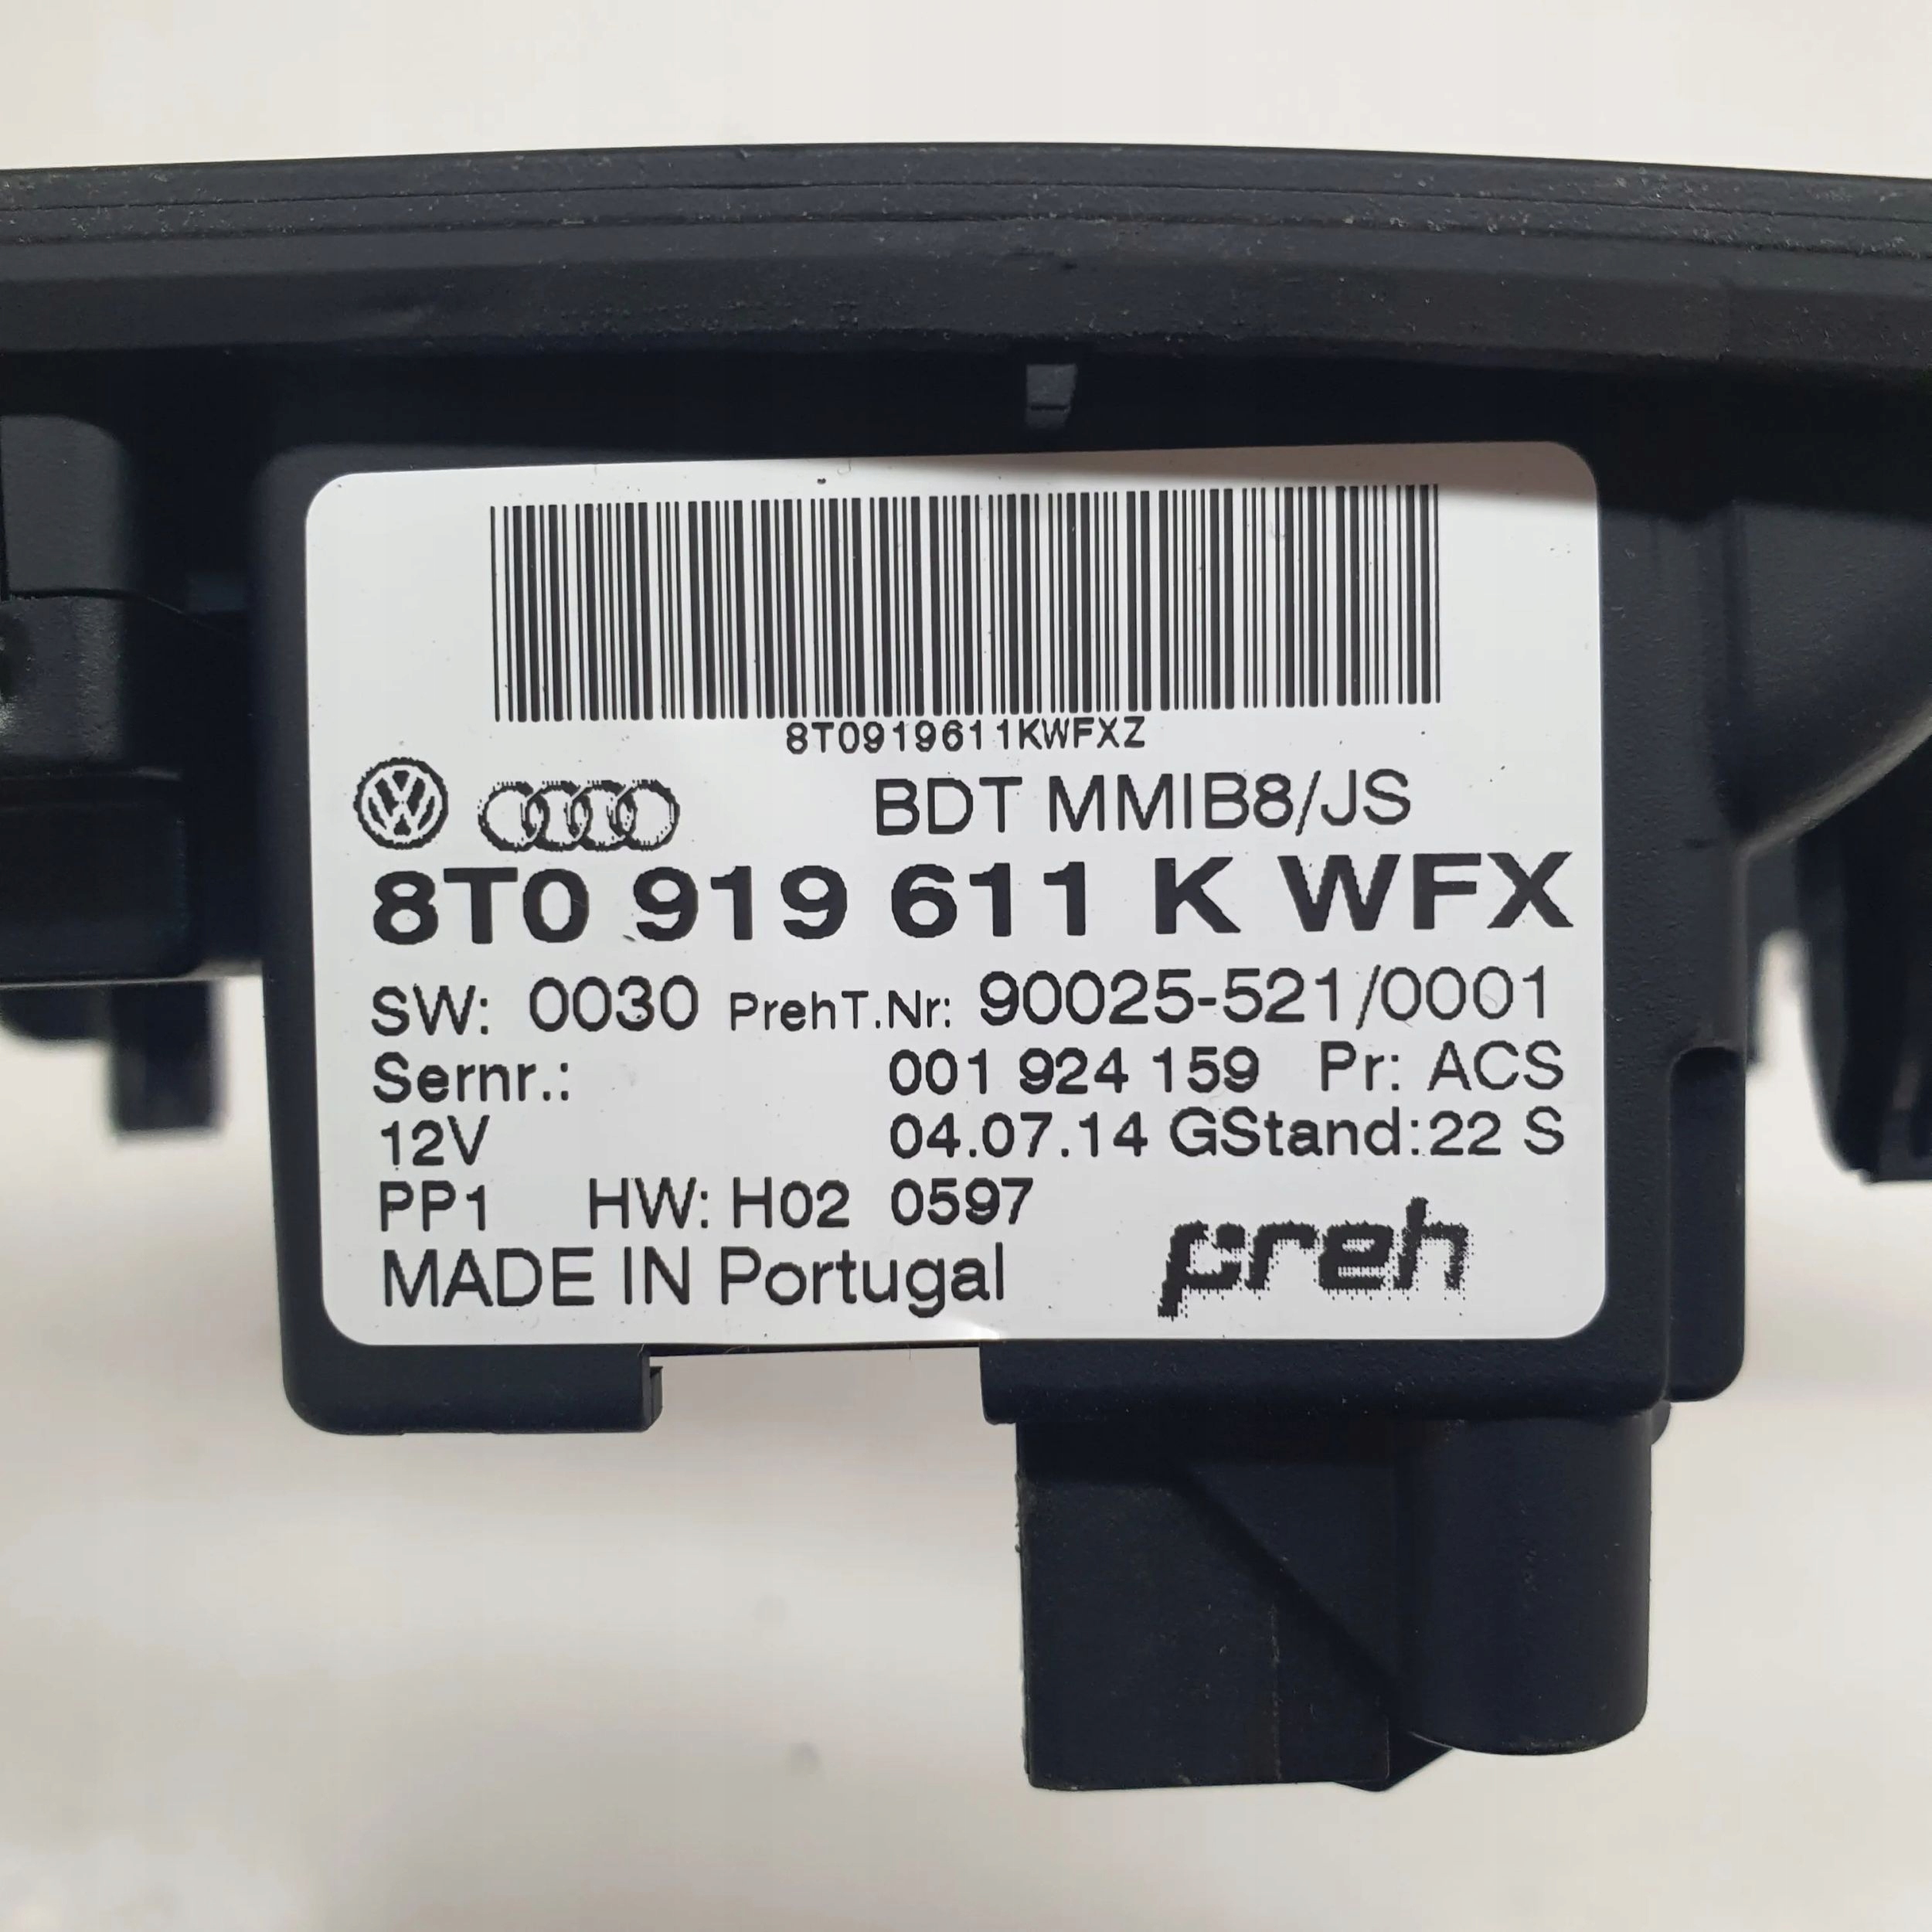 8T0919611KWFXZ
BDT MMIB8/JS
8T0 919 611 K WFX
SW: 0030 PrehT.Nr: 90025-521/0001
Sernr.: 001 924 159 Pr: ACS
12V 04.07.14 GStand:22 S
PP1 HW: H02 0597
MADE IN Portugal
preh